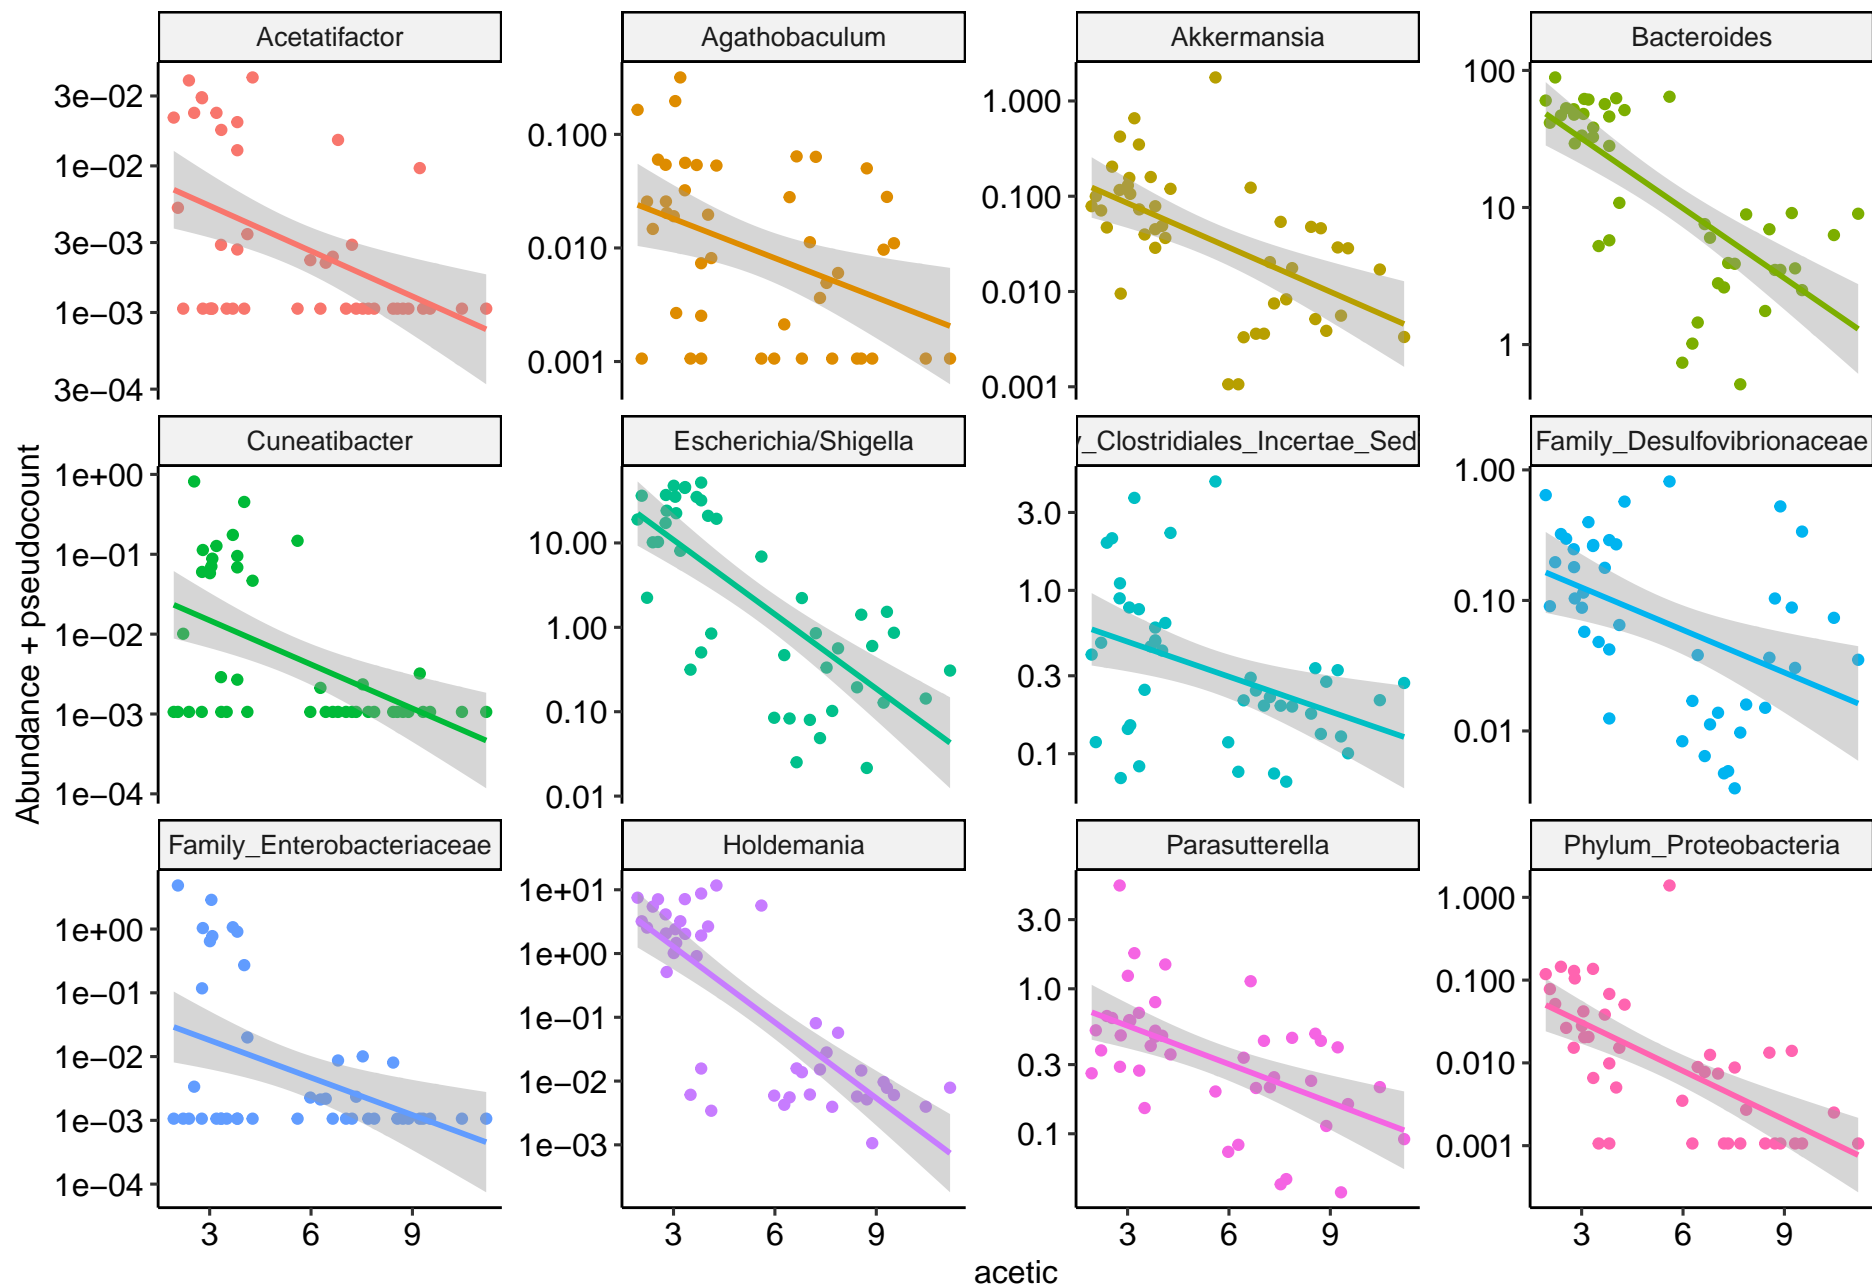 Acetatifactor Agathobaculum Akkermansia Bacteroides
3e−02 1e−02 3e−03 1e−03 3e−04
0.100 0.010 0.001
1.000 0.100 0.010 0.001
100 10 1
Cuneatibacter Escherichia/Shigella y_Clostridiales_Incertae_Sed Family_Desulfovibrionaceae
1e+00 1e−01 1e−02 1e−03 1e−04
10.00 1.00 0.10 0.01
3.0 1.0 0.3 0.1
1.00 0.10 0.01
Family_Enterobacteriaceae Holdemania Parasutterella Phylum_Proteobacteria
1e+00 1e−01 1e−02 1e−03 1e−04
1e+01 1e+00 1e−01 1e−02 1e−03
3.0 1.0 0.3 0.1
1.000 0.100 0.010 0.001
3 6 9 3 6 9 3 6 9 3 6 9
acetic
Abundance + pseudocount